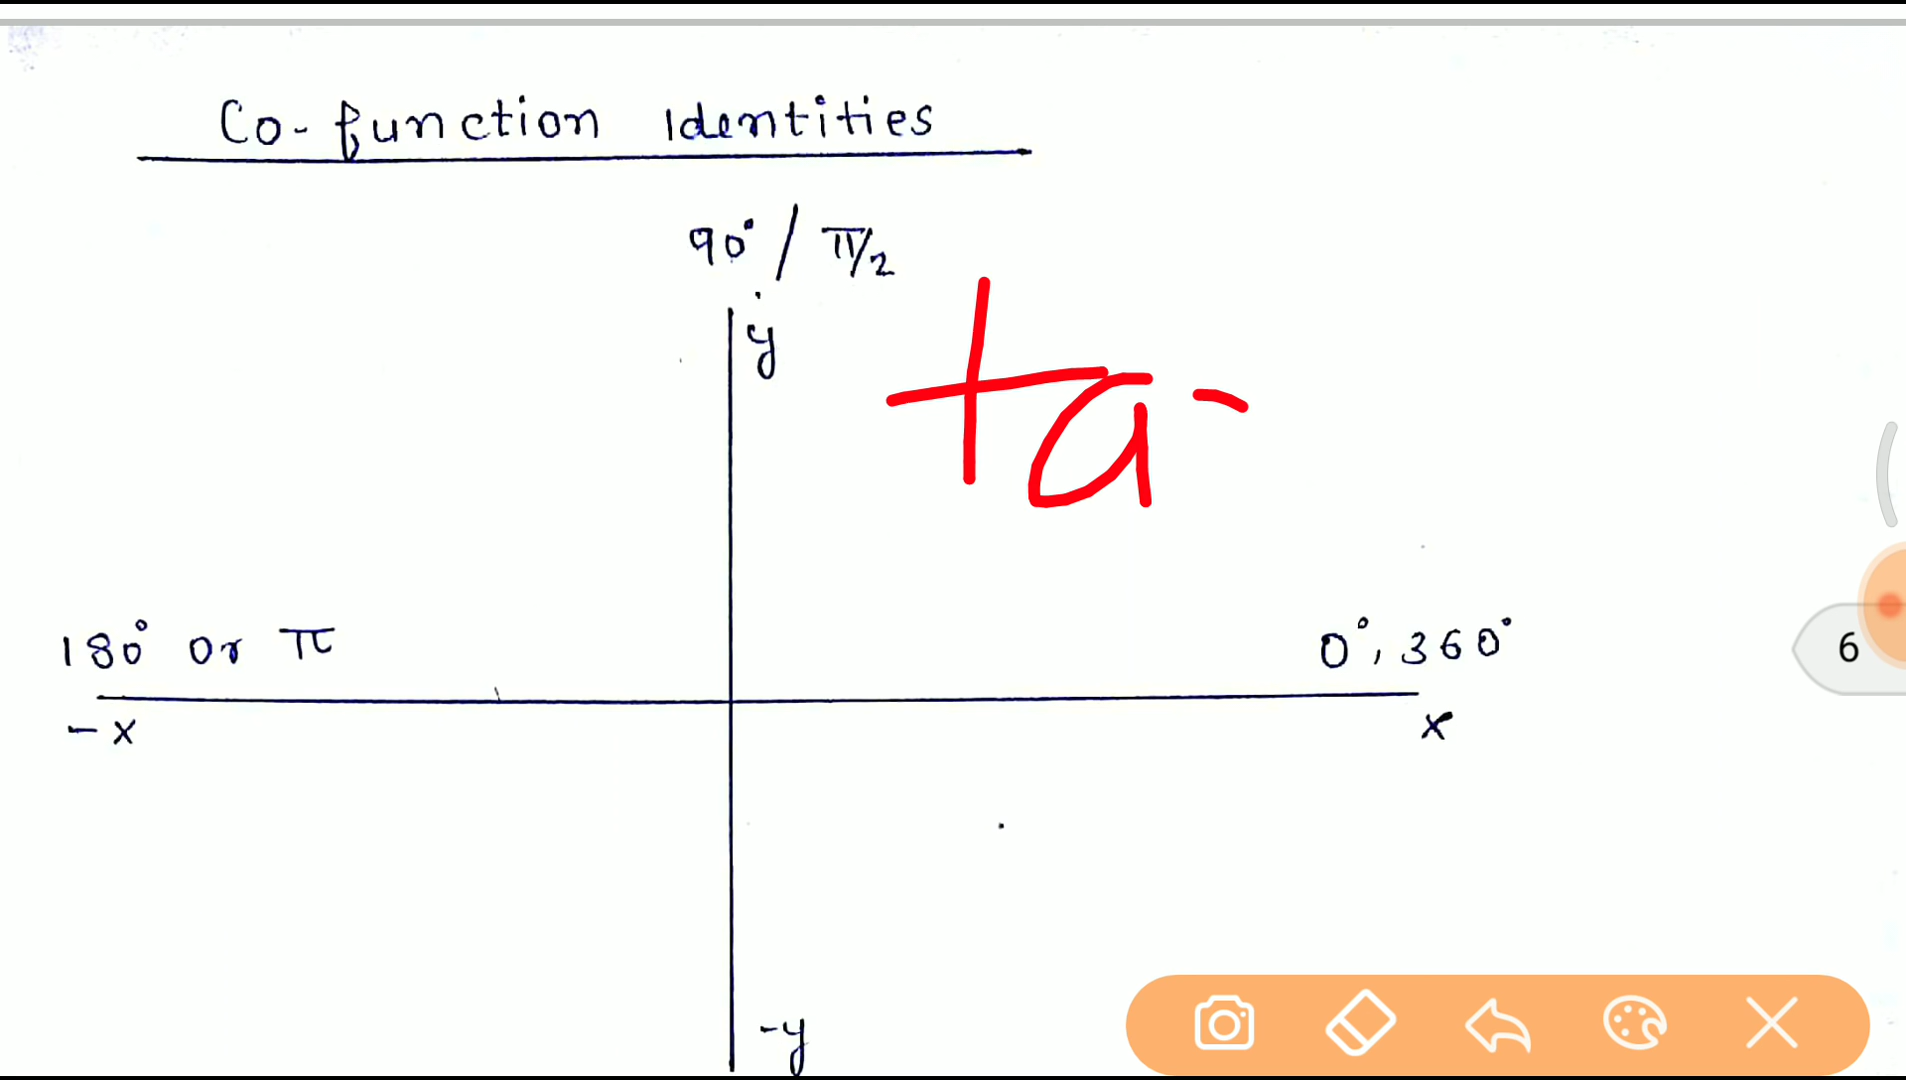 Co-function Identities
90° / π/2
y
ta
180° or π
0°, 360°
-x
x
6
-y